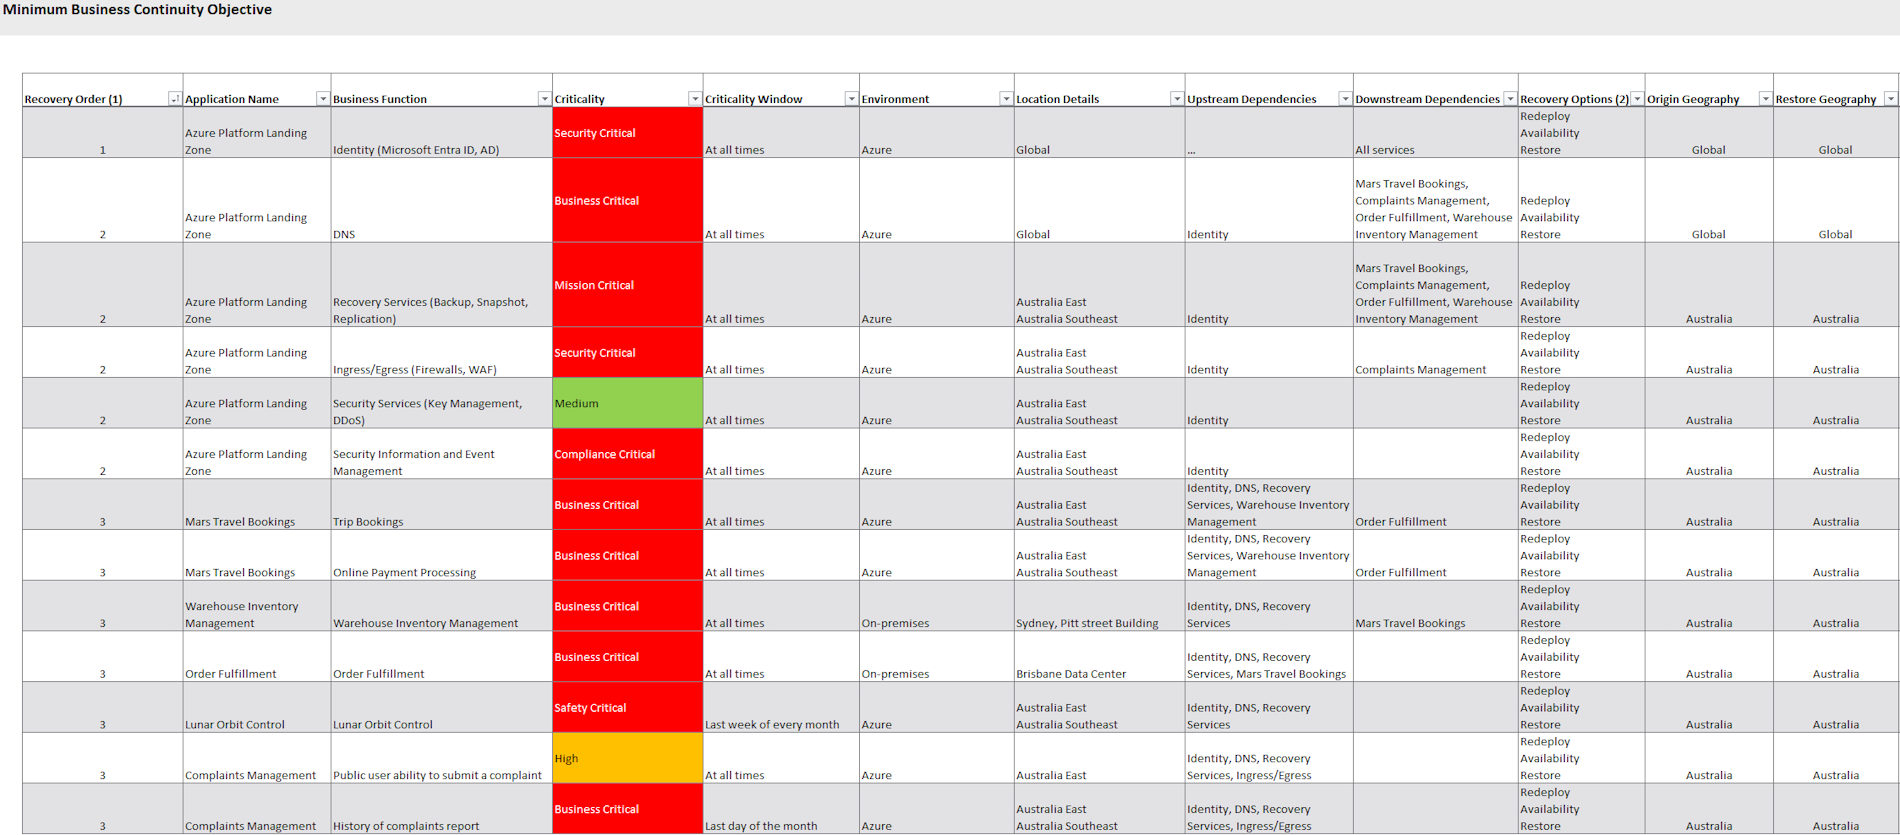 Minimum Business Continuity Objective
Recovery Order (1) Application Name Business Function Criticality Criticality Window Environment Location Details Upstream Dependencies Downstream Dependencies Recovery Options (2) Origin Geography Restore Geography
1
Azure Platform Landing
Zone
Identity (Microsoft Entra ID, AD)
Security Critical
At all times
Azure
Global
...
All services
Redeploy
Availability
Restore
Global
Global
2
Azure Platform Landing
Zone
DNS
Business Critical
At all times
Azure
Global
Identity
Mars Travel Bookings,
Complaints Management,
Order Fulfillment, Warehouse
Inventory Management
Redeploy
Availability
Restore
Global
Global
2
Azure Platform Landing
Zone
Recovery Services (Backup, Snapshot,
Replication)
Mission Critical
At all times
Azure
Australia East
Australia Southeast
Identity
Mars Travel Bookings,
Complaints Management,
Order Fulfillment, Warehouse
Inventory Management
Redeploy
Availability
Restore
Australia
Australia
2
Azure Platform Landing
Zone
Ingress/Egress (Firewalls, WAF)
Security Critical
At all times
Azure
Australia East
Australia Southeast
Identity
Complaints Management
Redeploy
Availability
Restore
Australia
Australia
2
Azure Platform Landing
Zone
Security Services (Key Management,
DDoS)
Medium
At all times
Azure
Australia East
Australia Southeast
Identity
Redeploy
Availability
Restore
Australia
Australia
2
Azure Platform Landing
Zone
Security Information and Event
Management
Compliance Critical
At all times
Azure
Australia East
Australia Southeast
Identity
Redeploy
Availability
Restore
Australia
Australia
3
Mars Travel Bookings
Trip Bookings
Business Critical
At all times
Azure
Australia East
Australia Southeast
Identity, DNS, Recovery
Services, Warehouse Inventory
Management
Order Fulfillment
Redeploy
Availability
Restore
Australia
Australia
3
Mars Travel Bookings
Online Payment Processing
Business Critical
At all times
Azure
Australia East
Australia Southeast
Identity, DNS, Recovery
Services, Warehouse Inventory
Management
Order Fulfillment
Redeploy
Availability
Restore
Australia
Australia
3
Warehouse Inventory
Management
Warehouse Inventory Management
Business Critical
At all times
On-premises
Sydney, Pitt street Building
Identity, DNS, Recovery
Services
Mars Travel Bookings
Redeploy
Availability
Restore
Australia
Australia
3
Order Fulfillment
Order Fulfillment
Business Critical
At all times
On-premises
Brisbane Data Center
Identity, DNS, Recovery
Services, Mars Travel Bookings
Redeploy
Availability
Restore
Australia
Australia
3
Lunar Orbit Control
Lunar Orbit Control
Safety Critical
Last week of every month
Azure
Australia East
Australia Southeast
Identity, DNS, Recovery
Services
Redeploy
Availability
Restore
Australia
Australia
3
Complaints Management
Public user ability to submit a complaint
High
At all times
Azure
Australia East
Identity, DNS, Recovery
Services, Ingress/Egress
Redeploy
Availability
Restore
Australia
Australia
3
Complaints Management
History of complaints report
Business Critical
Last day of the month
Azure
Australia East
Australia Southeast
Identity, DNS, Recovery
Services, Ingress/Egress
Redeploy
Availability
Restore
Australia
Australia